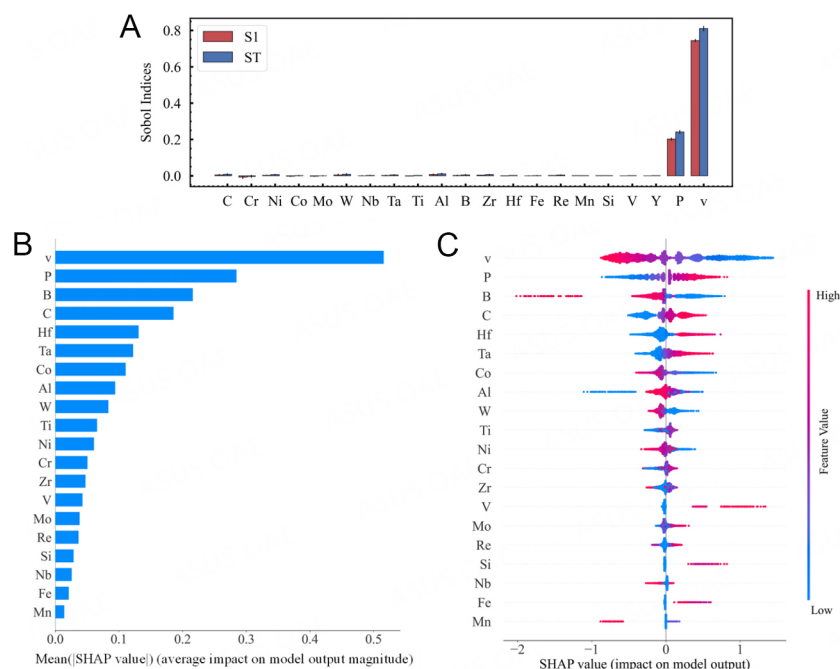 A
S1
ST
Sobol Indices
0.8
0.6
0.4
0.2
0.0
C Cr Ni Co Mo W Nb Ta Ti Al B Zr Hf Fe Re Mn Si V Y P v
B
v
P
B
C
Hf
Ta
Co
Al
W
Ti
Ni
Cr
Zr
V
Mo
Re
Si
Nb
Fe
Mn
0.0 0.1 0.2 0.3 0.4 0.5
Mean(|SHAP value|) (average impact on model output magnitude)
C
v
P
B
C
Hf
Ta
Co
Al
W
Ti
Ni
Cr
Zr
V
Mo
Re
Si
Nb
Fe
Mn
−2 −1 0 1
SHAP value (impact on model output)
High
Feature Value
Low